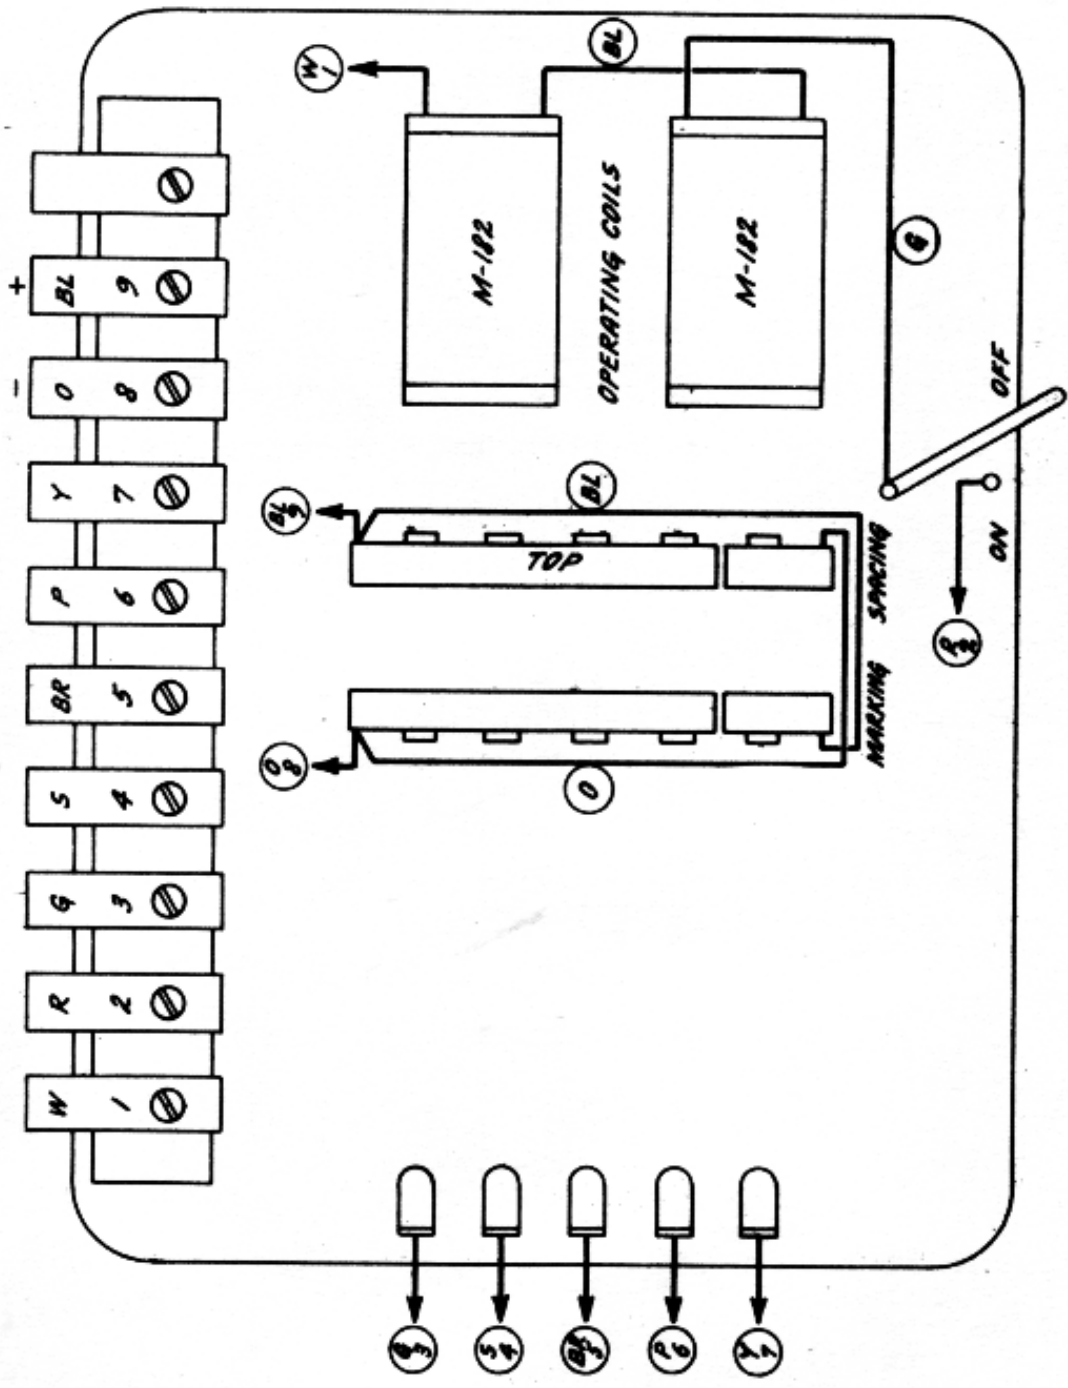 W 1
BL
M-182
OPERATING COILS
M-182
G
OFF
ON
R 2
+ BL 9
- O 8
Y 7
P 6
BR 5
S 4
G 3
R 2
W 1
BL 9
BL
TOP
SPACING
MARKING
O 8
O
G 3
S 4
BR 5
P 6
Y 7